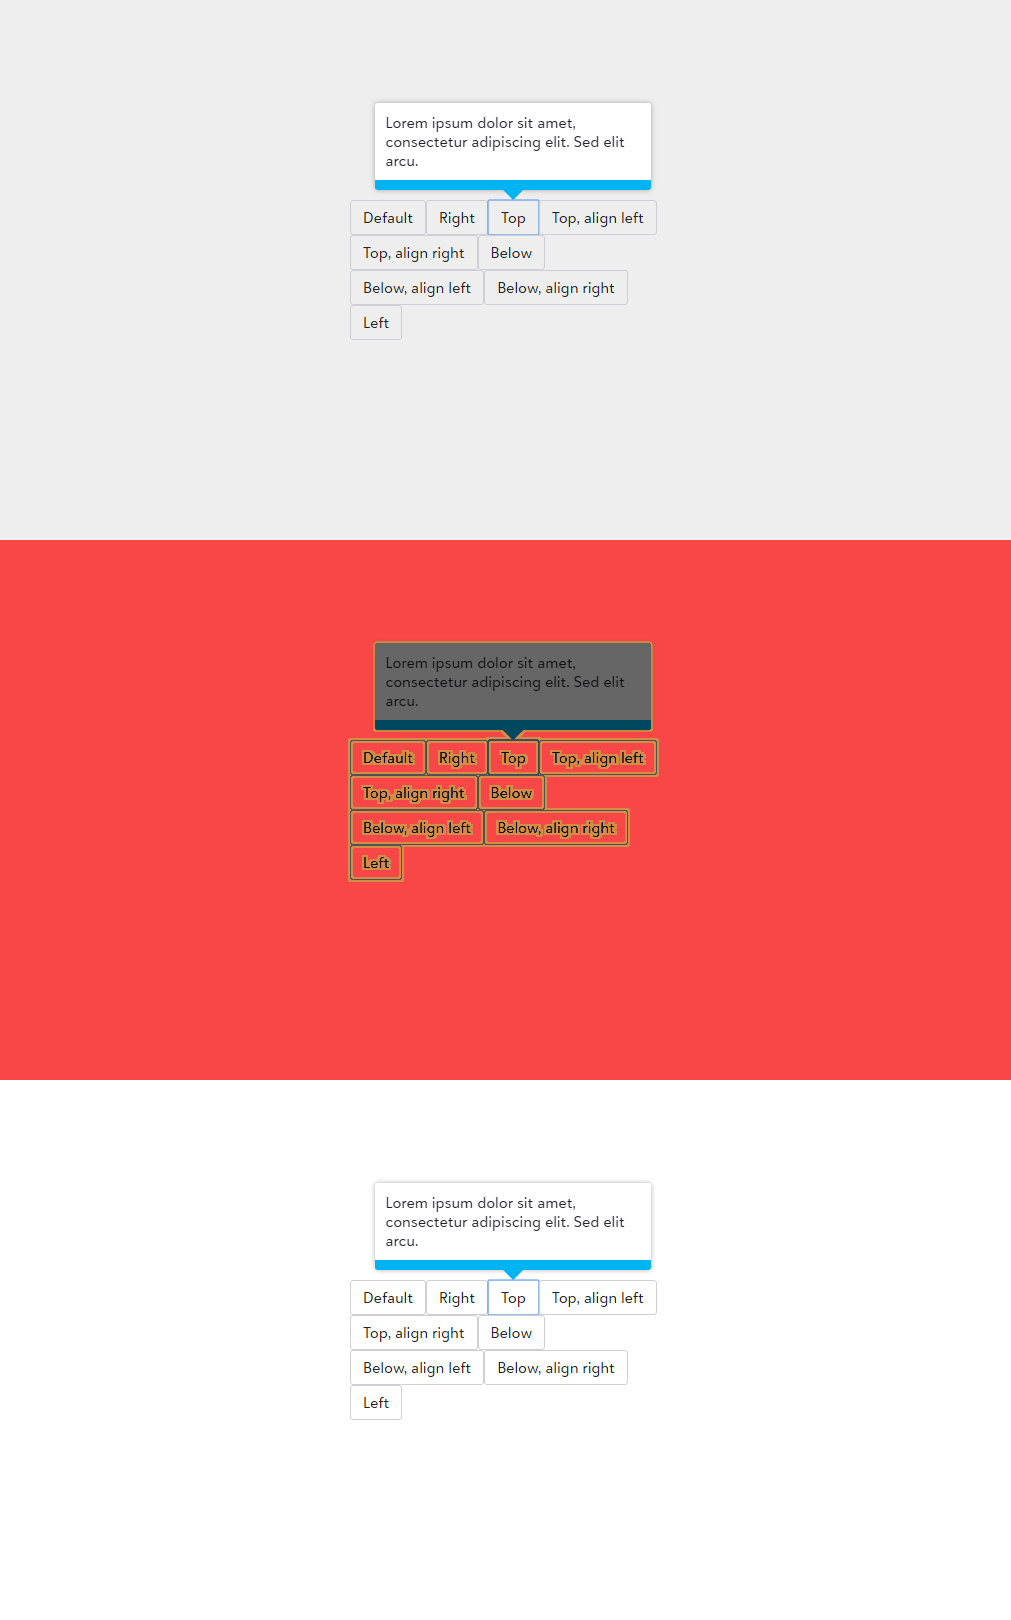 Lorem ipsum dolor sit amet,
consectetur adipiscing elit. Sed elit
arcu.
Default Right Top Top, align left
Top, align right Below
Below, align left Below, align right
Left
Lorem ipsum dolor sit amet,
consectetur adipiscing elit. Sed elit
arcu.
Default Right Top Top, align left
Top, align right Below
Below, align left Below, align right
Left
Lorem ipsum dolor sit amet,
consectetur adipiscing elit. Sed elit
arcu.
Default Right Top Top, align left
Top, align right Below
Below, align left Below, align right
Left